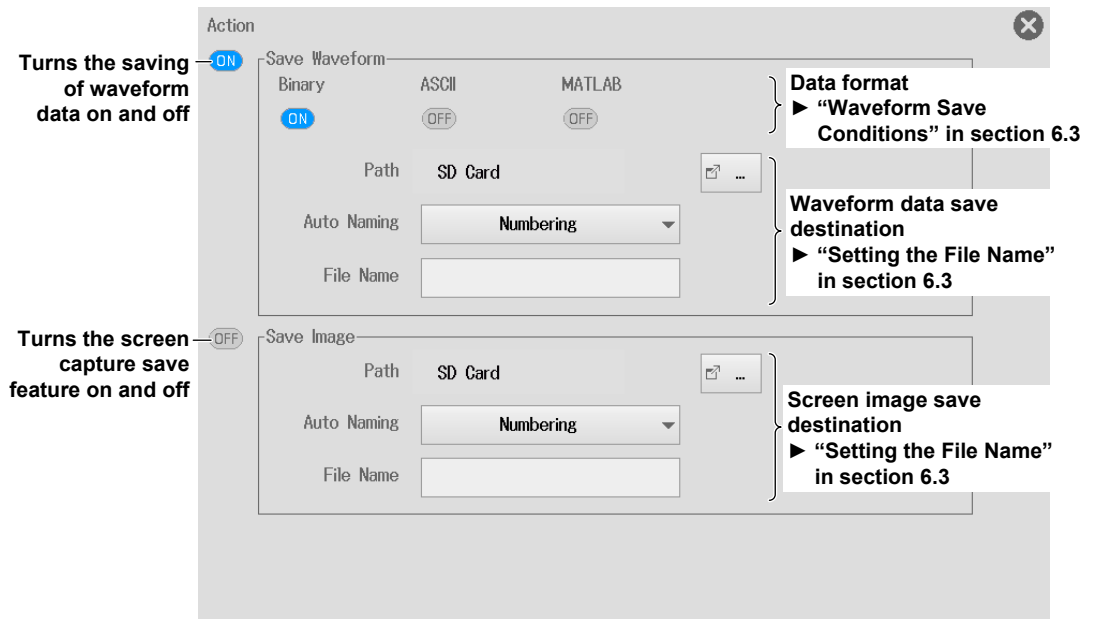 Action
Turns the saving
of waveform
data on and off
ON
Save Waveform
Binary
ASCII
MATLAB
ON
OFF
OFF
Data format
► “Waveform Save
Conditions” in section 6.3
Path
SD Card
...
Auto Naming
Numbering
File Name
Waveform data save
destination
► “Setting the File Name”
in section 6.3
Turns the screen
capture save
feature on and off
OFF
Save Image
Path
SD Card
...
Auto Naming
Numbering
File Name
Screen image save
destination
► “Setting the File Name”
in section 6.3